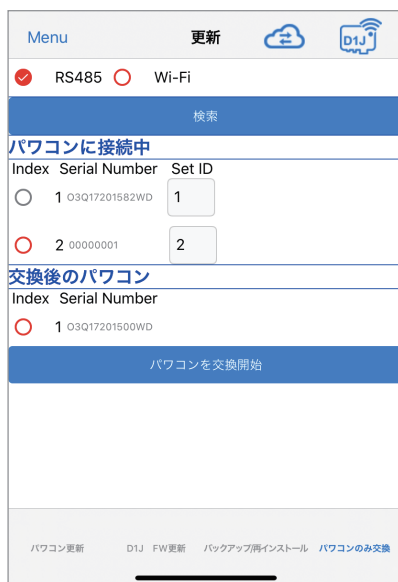 Menu 更新 D1J
RS485 Wi-Fi
検索
パワコンに接続中
Index Serial Number Set ID
1 O3Q17201582WD 1
2 00000001 2
交換後のパワコン
Index Serial Number
1 O3Q17201500WD
パワコンを交換開始
パワコン更新 D1J FW更新 バックアップ/再インストール パワコンのみ交換